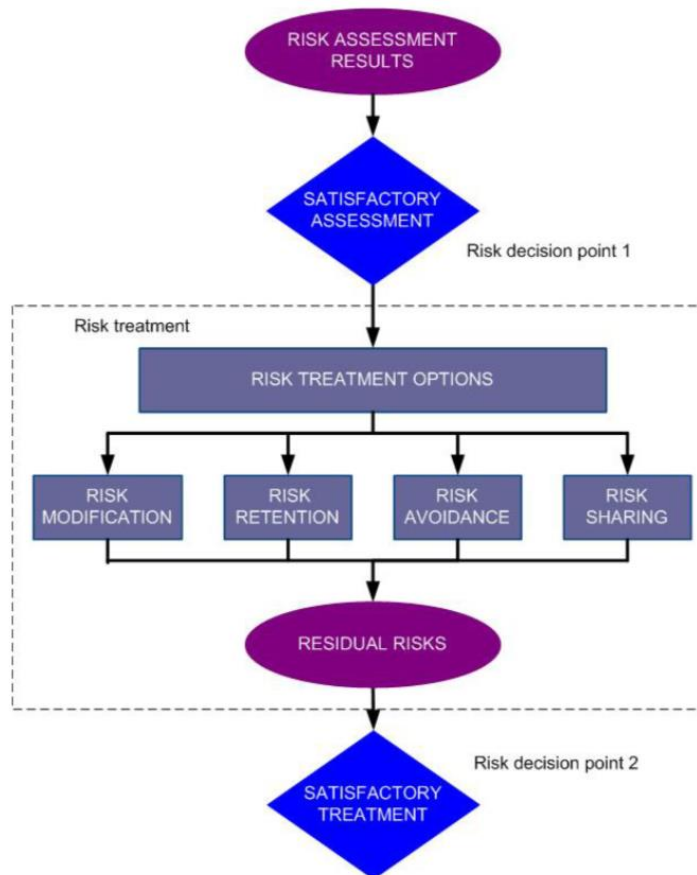 RISK ASSESSMENT
RESULTS
SATISFACTORY
ASSESSMENT
Risk decision point 1
Risk treatment
RISK TREATMENT OPTIONS
RISK
MODIFICATION
RISK
RETENTION
RISK
AVOIDANCE
RISK
SHARING
RESIDUAL RISKS
Risk decision point 2
SATISFACTORY
TREATMENT